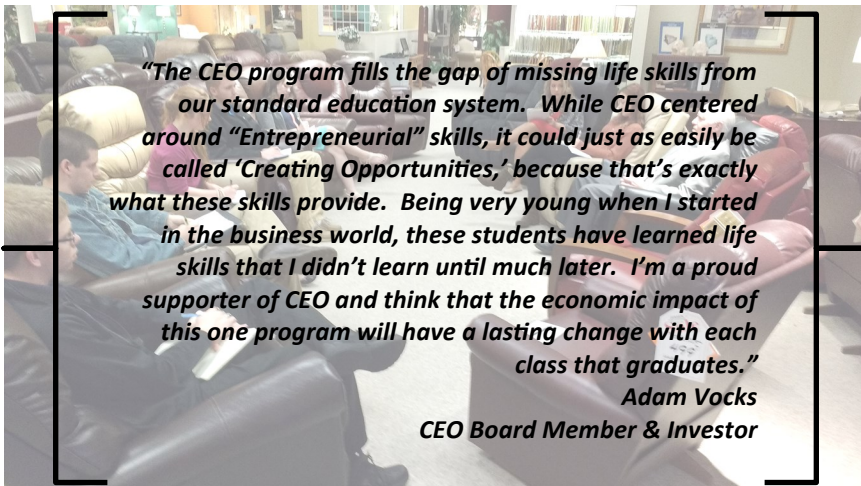 “The CEO program fills the gap of missing life skills from
our standard education system.  While CEO centered
around “Entrepreneurial” skills, it could just as easily be
called ‘Creating Opportunities,’ because that’s exactly
what these skills provide.  Being very young when I started
in the business world, these students have learned life
skills that I didn’t learn until much later.  I’m a proud
supporter of CEO and think that the economic impact of
this one program will have a lasting change with each
class that graduates.”
Adam Vocks
CEO Board Member & Investor